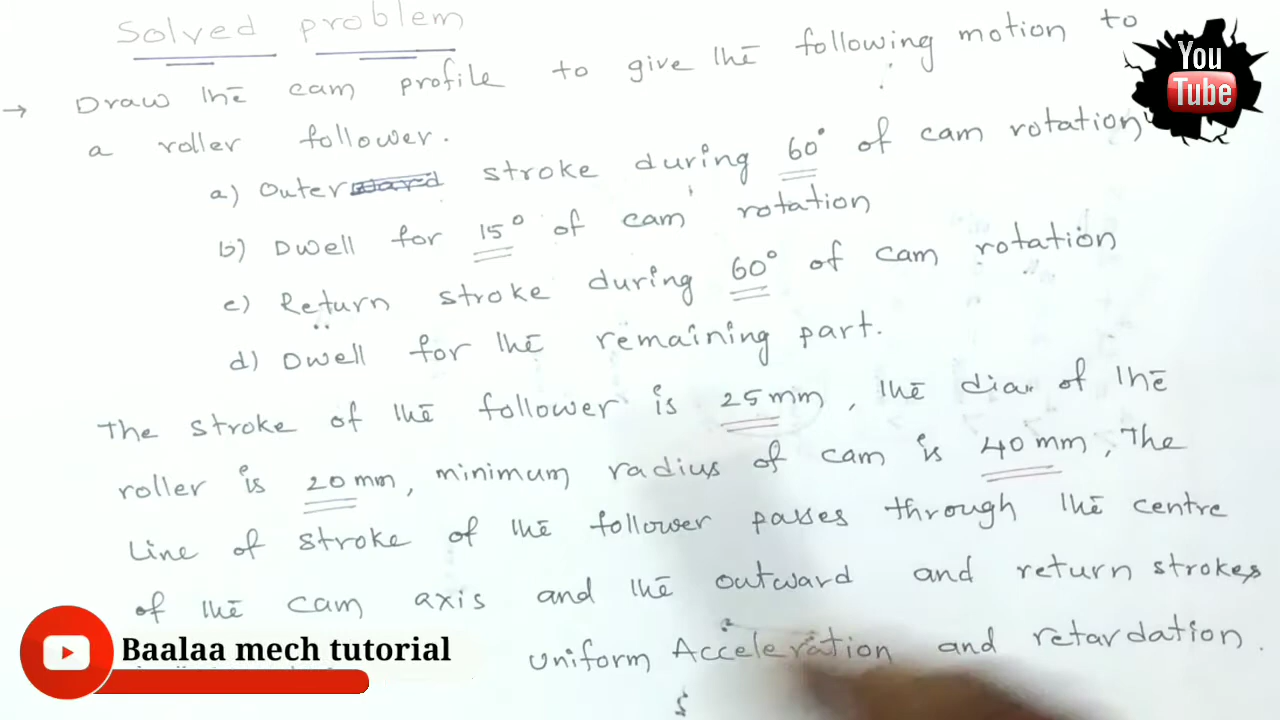 Solved problem
You
Tube
→ Draw the cam profile to give the following motion to
a roller follower.
a) Outer stroke during 60° of cam rotation
b) Dwell for 15° of cam rotation
c) Return stroke during 60° of cam rotation
d) Dwell for the remaining part.
The stroke of the follower is 25mm, the dia. of the
roller is 20mm, minimum radius of cam is 40mm, The
Line of stroke of the follower passes through the centre
of the cam axis and the outward and return strokes
Baalaa mech tutorial
uniform Acceleration and retardation.